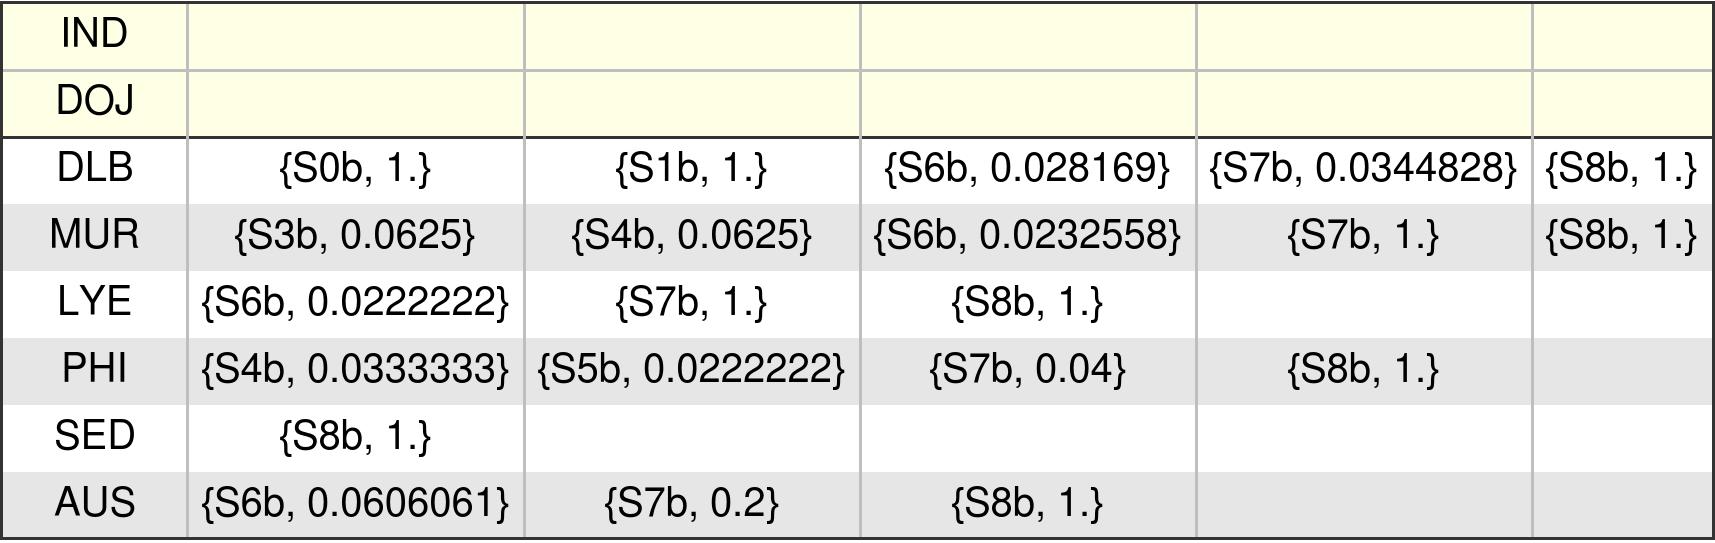 IND
DOJ
DLB {S0b, 1.} {S1b, 1.} {S6b, 0.028169} {S7b, 0.0344828} {S8b, 1.}
MUR {S3b, 0.0625} {S4b, 0.0625} {S6b, 0.0232558} {S7b, 1.} {S8b, 1.}
LYE {S6b, 0.0222222} {S7b, 1.} {S8b, 1.}
PHI {S4b, 0.0333333} {S5b, 0.0222222} {S7b, 0.04} {S8b, 1.}
SED {S8b, 1.}
AUS {S6b, 0.0606061} {S7b, 0.2} {S8b, 1.}